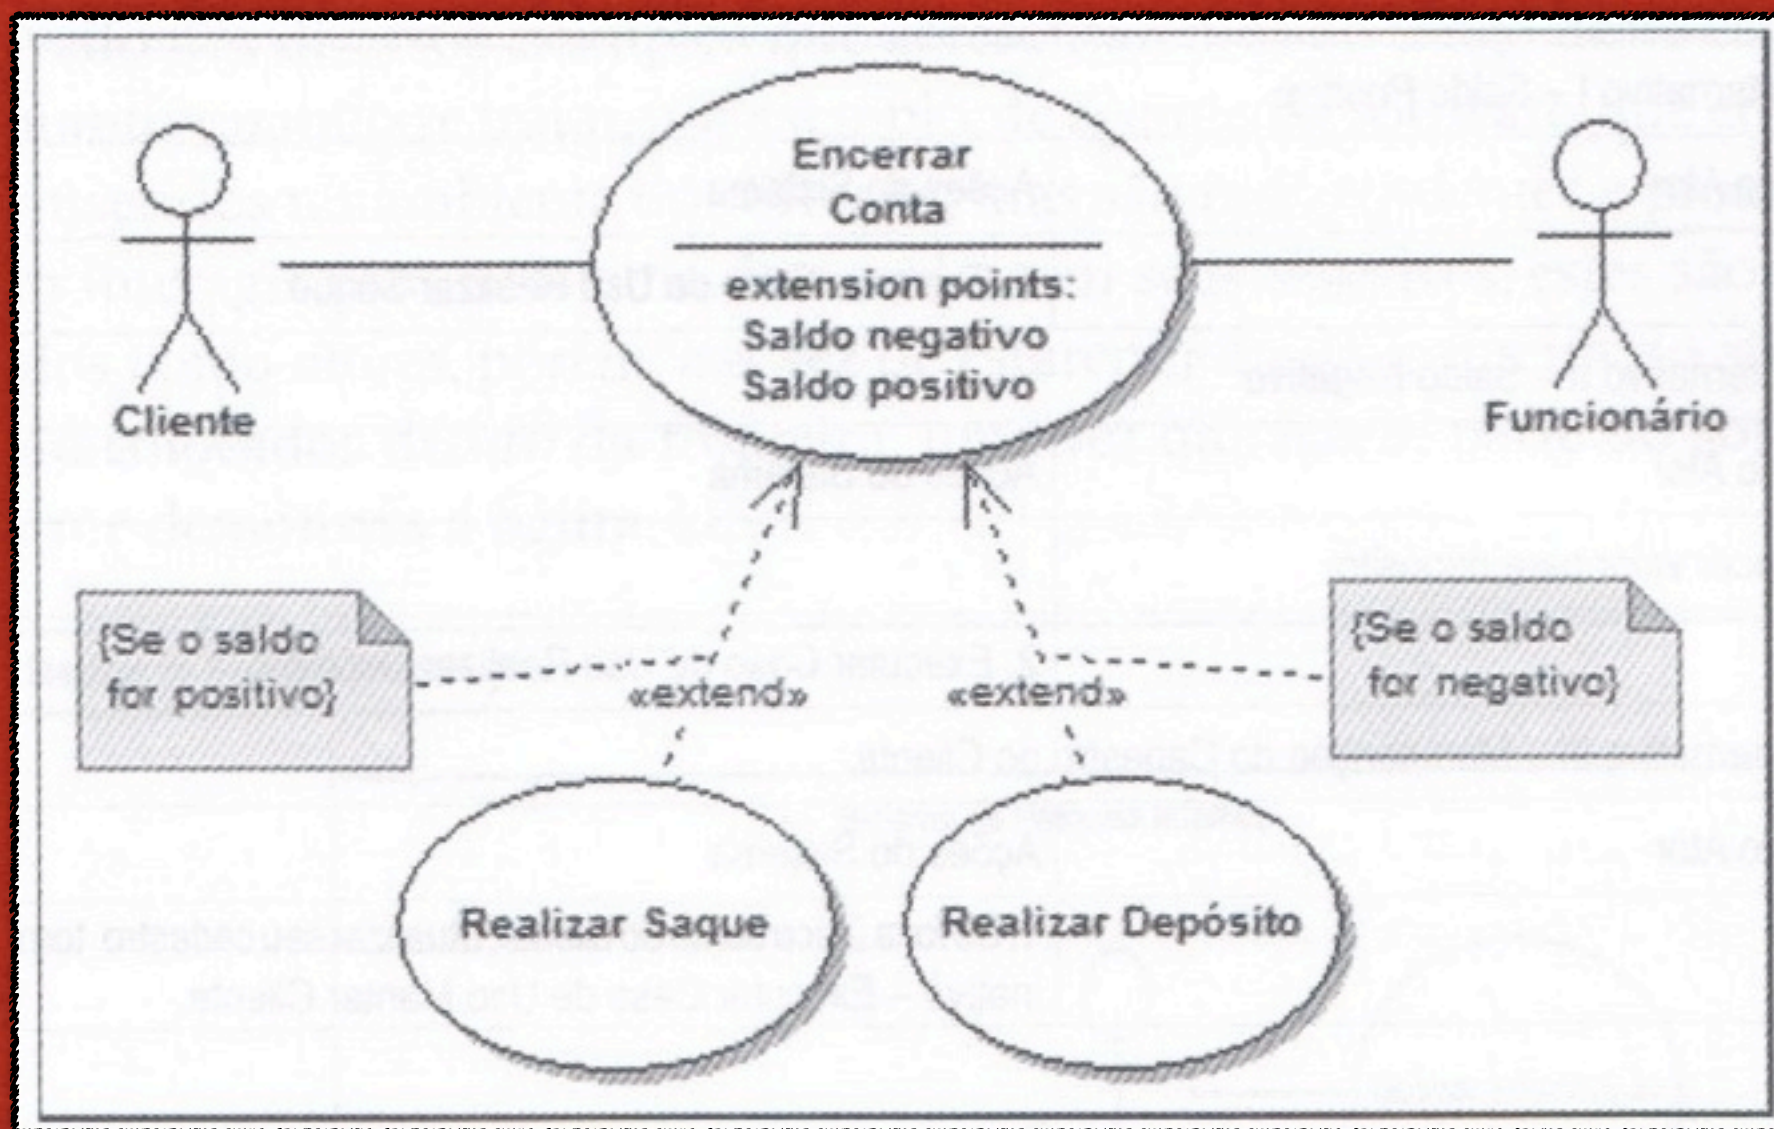 Encerrar
Conta
extension points:
Saldo negativo
Saldo positivo
Cliente
Funcionário
{Se o saldo
for positivo}
{Se o saldo
for negativo}
«extend»
«extend»
Realizar Saque
Realizar Depósito